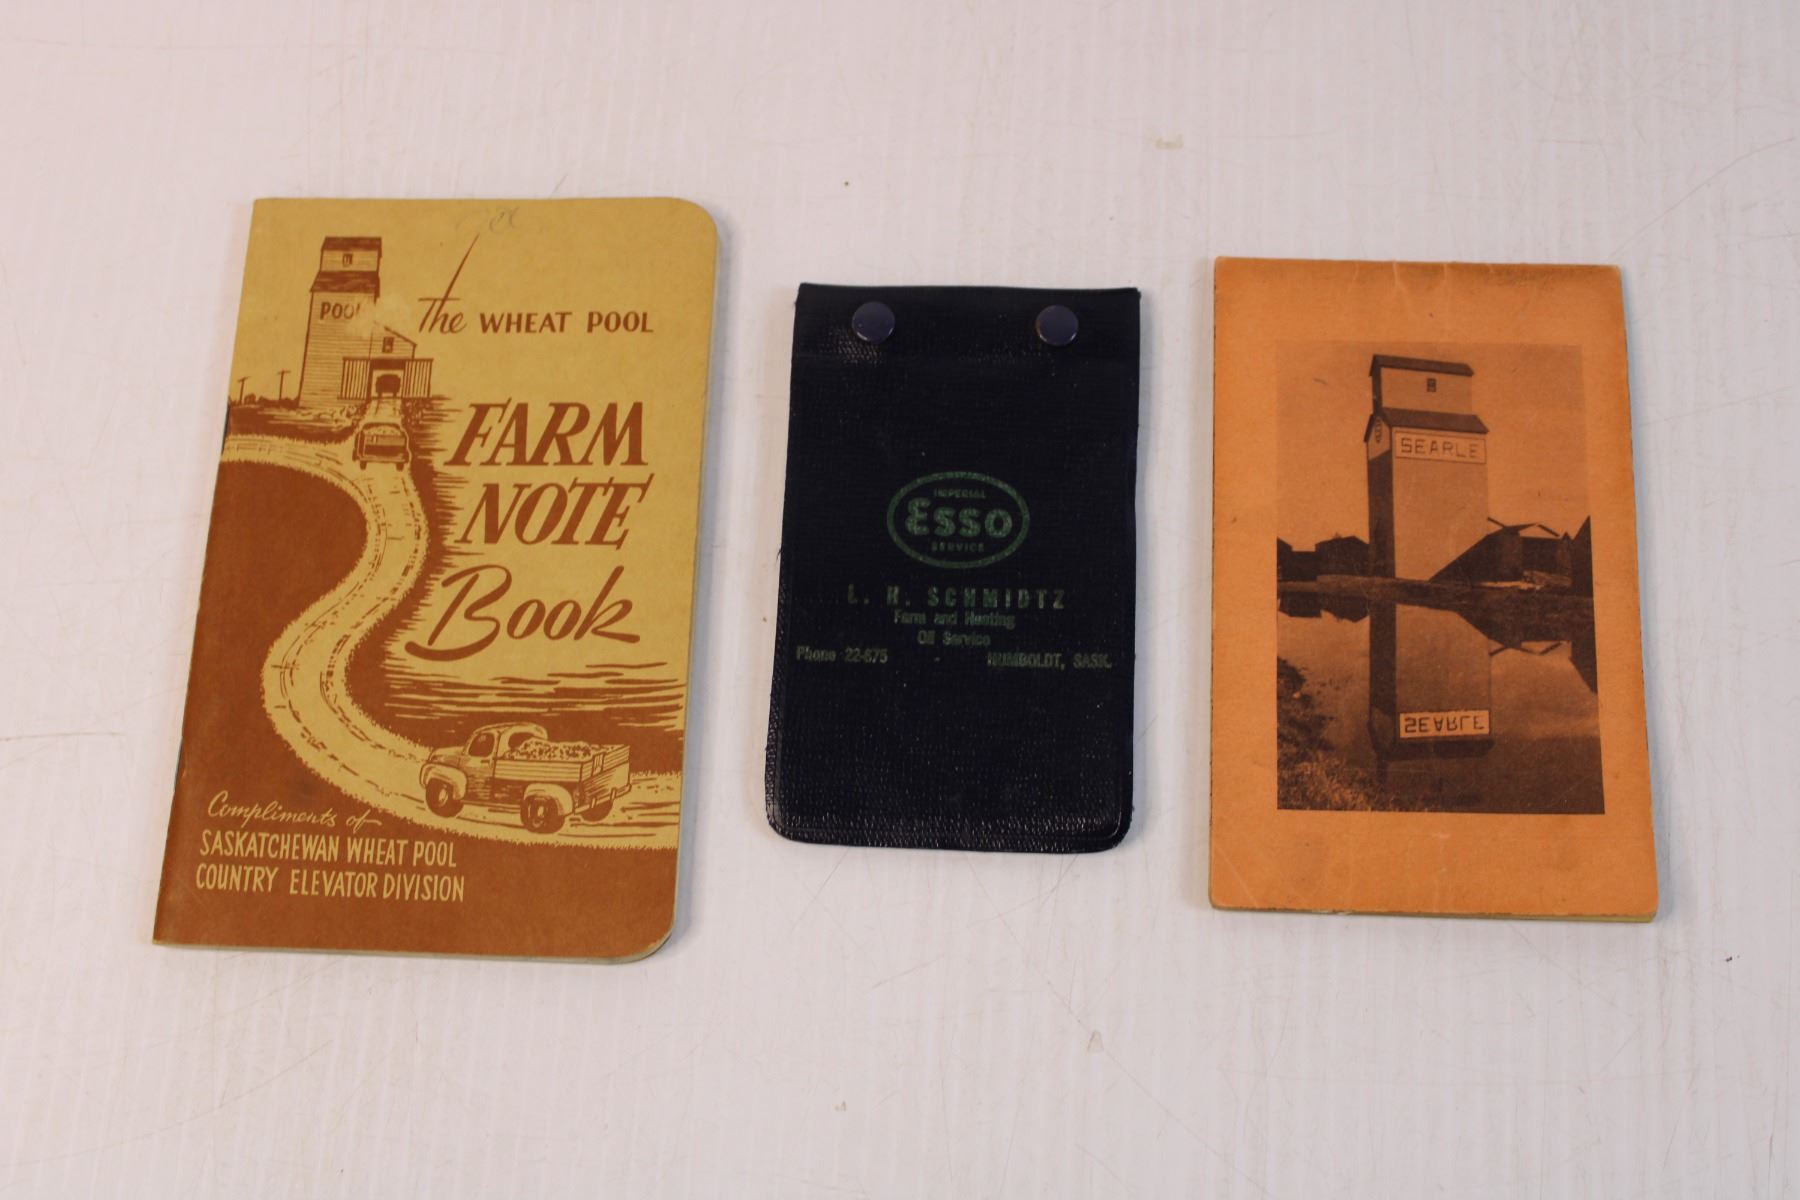 POOL
The WHEAT POOL
FARM
NOTE
Book
Compliments of
SASKATCHEWAN WHEAT POOL
COUNTRY ELEVATOR DIVISION
IMPERIAL
Esso
SERVICE
L. H. SCHMIDTZ
Farm and Heating
Oil Service
Phone 22-675 - HUMBOLDT, SASK.
SEARLE
SEARLE